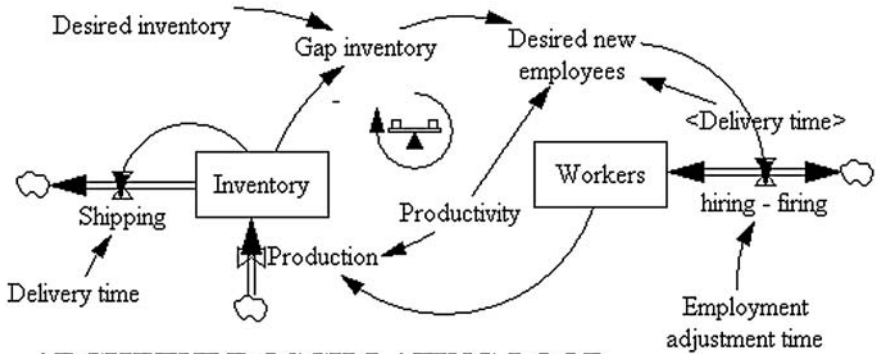 Desired inventory
Gap inventory
Desired new
employees
<Delivery time>
Inventory
Workers
Shipping
Productivity
hiring - firing
Production
Delivery time
Employment
adjustment time
-